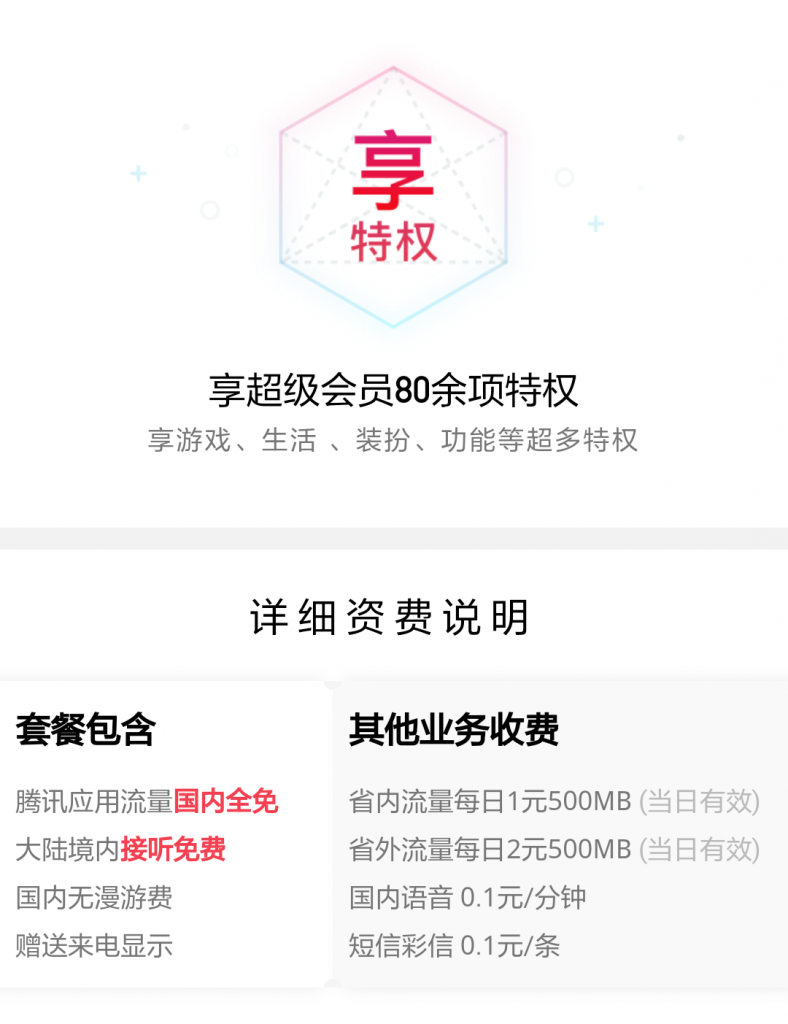 享
特权
享超级会员80余项特权
享游戏、生活 、装扮、功能等超多特权
详细资费说明
套餐包含
腾讯应用流量国内全免
大陆境内接听免费
国内无漫游费
赠送来电显示
其他业务收费
省内流量每日1元500MB (当日有效)
省外流量每日2元500MB (当日有效)
国内语音 0.1元/分钟
短信彩信 0.1元/条